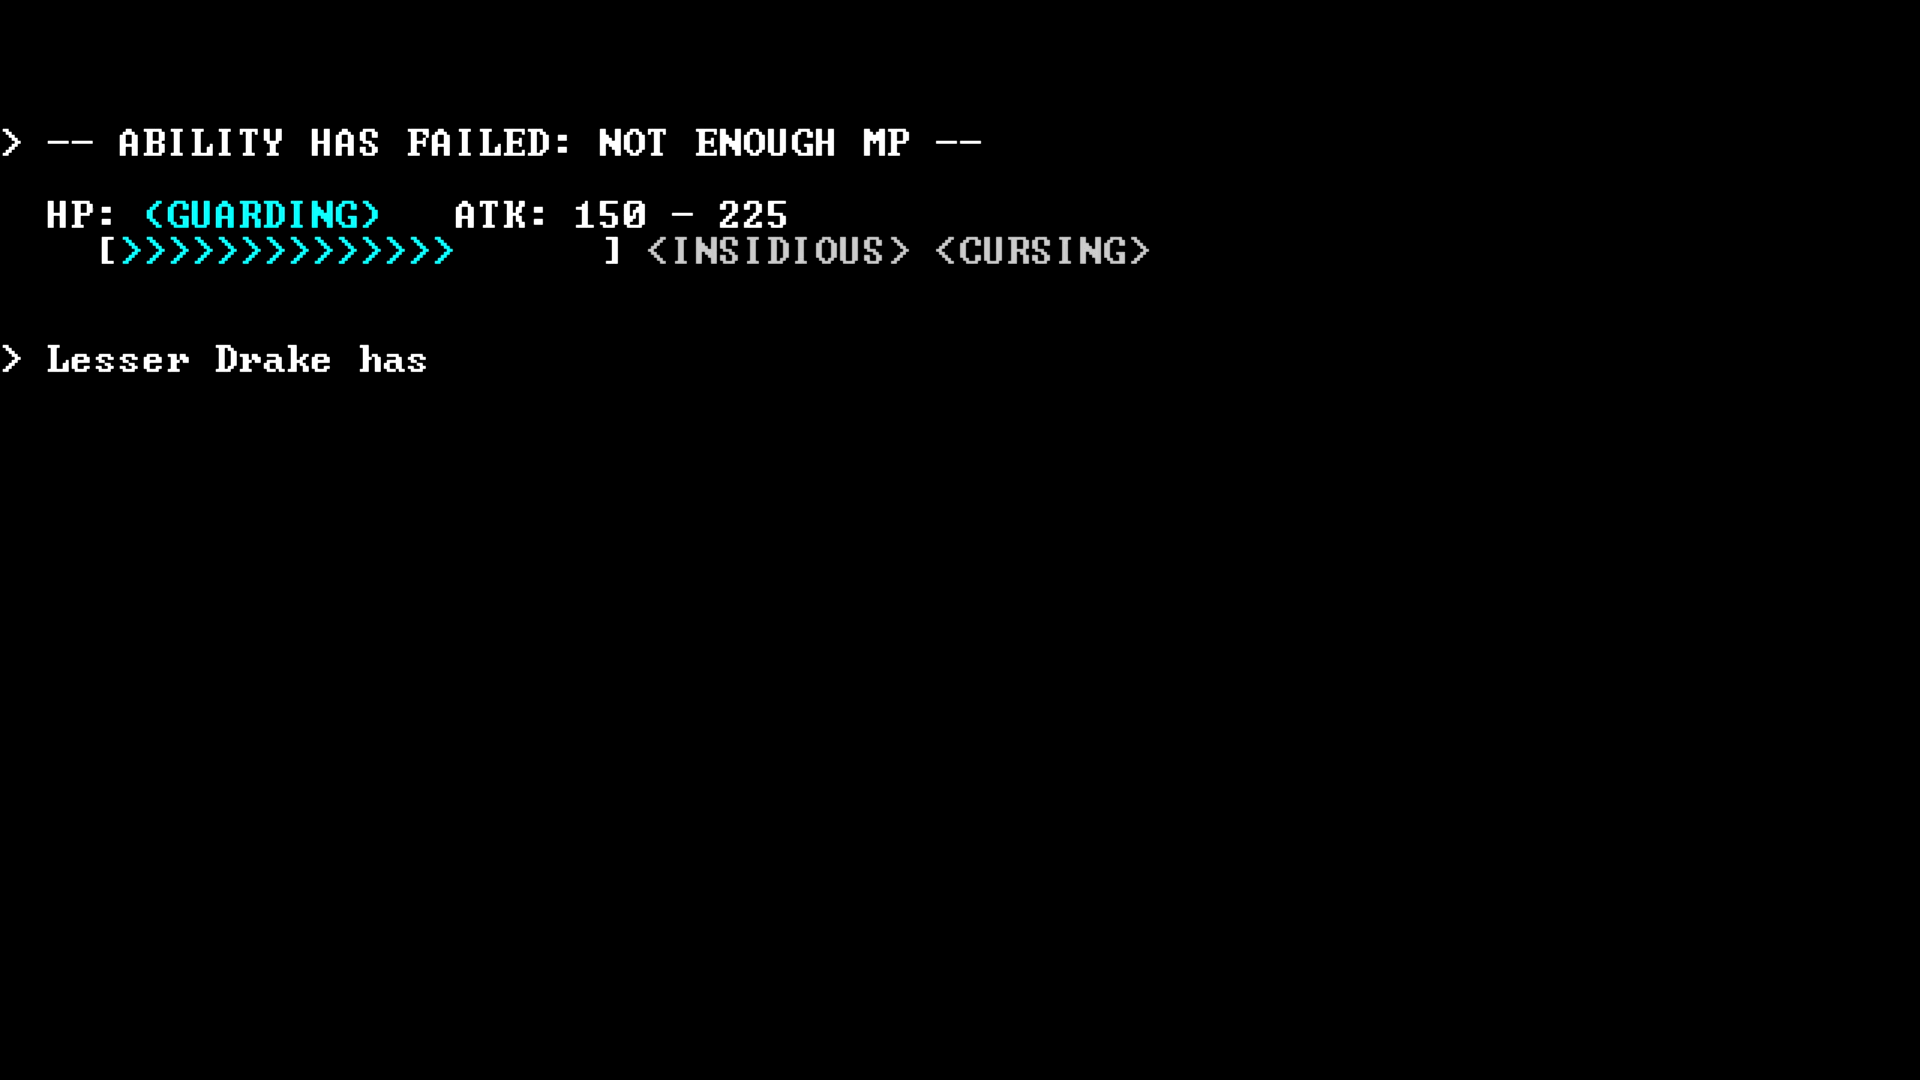 > -- ABILITY HAS FAILED: NOT ENOUGH MP --
HP: (GUARDING) ATK: 150 - 225
[>>>>>>>>>>>>>> ] <INSIDIOUS> <CURSING>
> Lesser Drake has